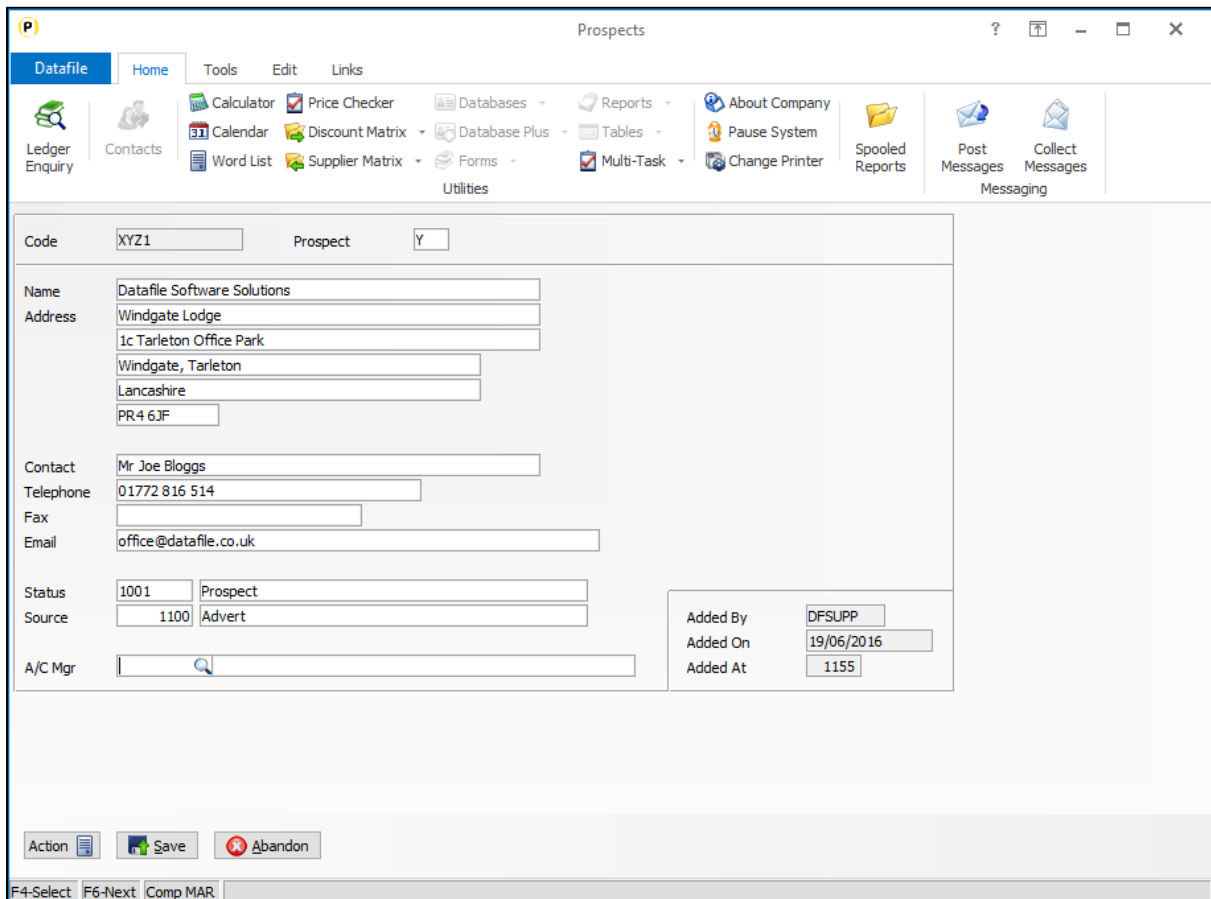 P
Prospects
?
Datafile Home Tools Edit Links
Ledger Enquiry
Contacts
Calculator Price Checker Databases Reports About Company
31 Calendar Discount Matrix Database Plus Tables Pause System
Word List Supplier Matrix Forms Multi-Task Change Printer
Spooled Reports
Post Messages
Collect Messages
Utilities Messaging
Code XYZ1 Prospect Y
Name Datafile Software Solutions
Address Windgate Lodge
1c Tarleton Office Park
Windgate, Tarleton
Lancashire
PR4 6JF
Contact Mr Joe Bloggs
Telephone 01772 816 514
Fax
Email office@datafile.co.uk
Status 1001 Prospect
Source 1100 Advert
A/C Mgr
Added By DFSUPP
Added On 19/06/2016
Added At 1155
Action Save Abandon
F4-Select F6-Next Comp MAR